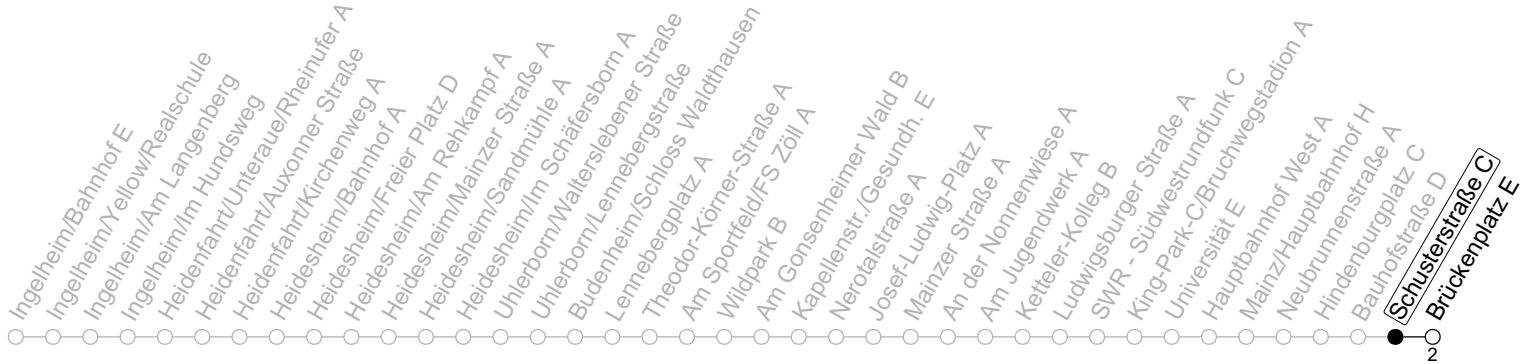 Ingelheim/Bahnhof E
Ingelheim/Yellow/Realschule
Ingelheim/Am Langenberg
Ingelheim/Im Hundsweg
Heidenfahrt/Unteraue/Rheinufer A
Heidenfahrt/Auxonner Straße
Heidenfahrt/Kirchenweg A
Heidesheim/Bahnhof A
Heidesheim/Freier Platz D
Heidesheim/Am Rehkampf A
Heidesheim/Mainzer Straße A
Heidesheim/Sandmühle A
Heidesheim/Im Schäfersborn A
Uhlerborn/Walterslebener Straße
Uhlerborn/Lennebergstraße
Budenheim/Schloss Waldthausen
Lennebergplatz A
Theodor-Körner-Straße A
Am Sportfeld/FS Zöll A
Wildpark B
Am Gonsenheimer Wald B
Kapellenstr./Gesundh. E
Nerotalstraße A
Josef-Ludwig-Platz A
Mainzer Straße A
An der Nonnenwiese A
Am Jugendwerk A
Ketteler-Kolleg B
Ludwigsburger Straße A
SWR - Südwestrundfunk C
King-Park-C/Bruchwegstadion A
Universität E
Hauptbahnhof West A
Mainz/Hauptbahnhof H
Neubrunnenstraße A
Hindenburgplatz C
Bauhofstraße D
Schusterstraße C
Brückenplatz E
2